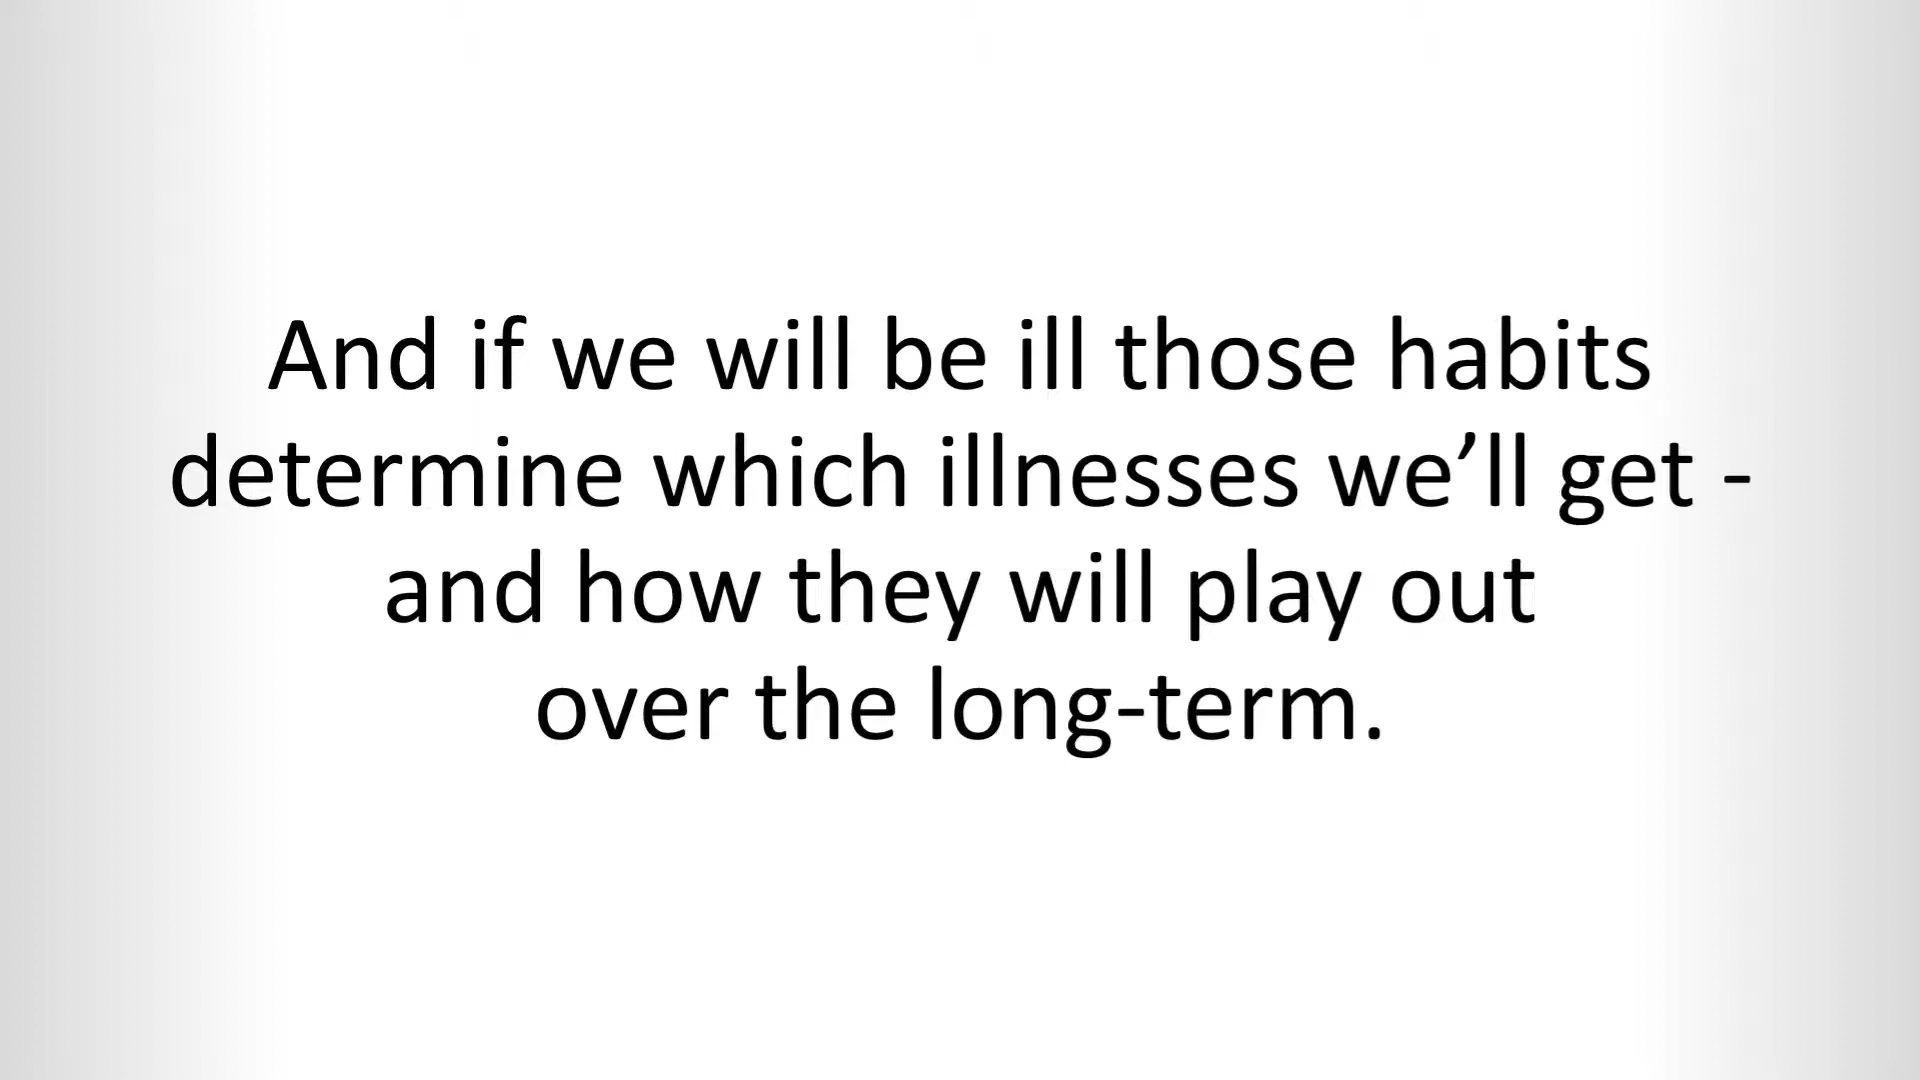 And if we will be ill those habits
determine which illnesses we’ll get -
and how they will play out
over the long-term.